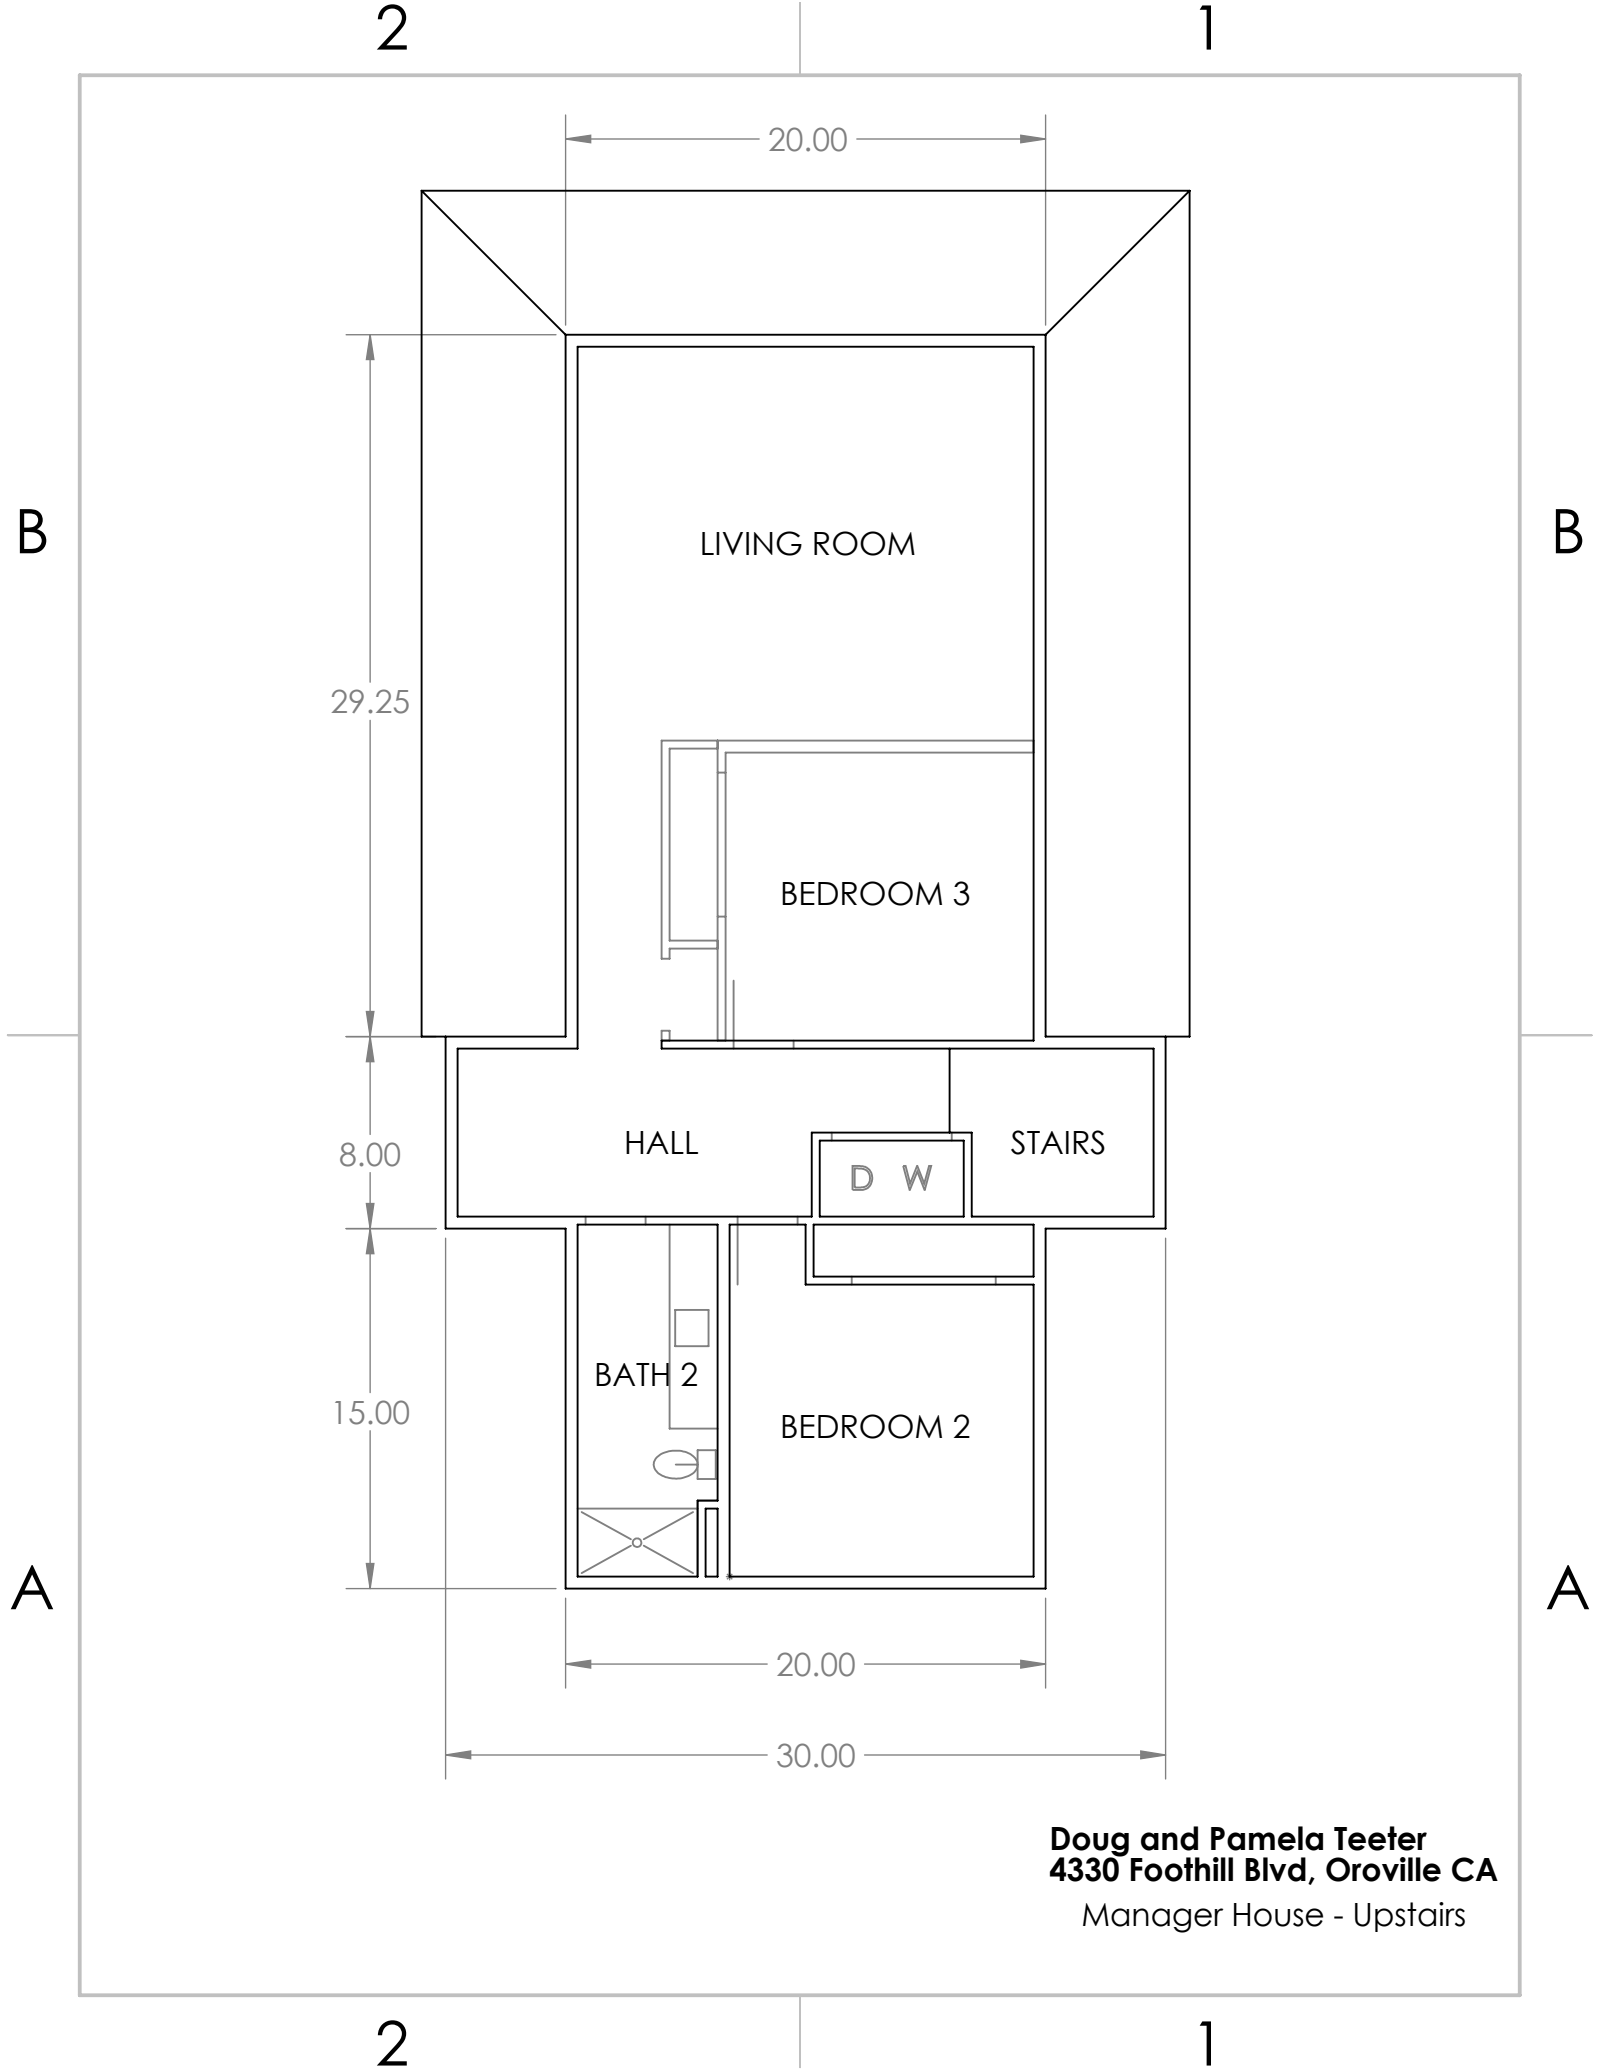 2
1
20.00
B
B
LIVING ROOM
29.25
BEDROOM 3
HALL
STAIRS
8.00
D W
BATH 2
15.00
BEDROOM 2
A
A
20.00
30.00
Doug and Pamela Teeter
4330 Foothill Blvd, Oroville CA
Manager House - Upstairs
2
1